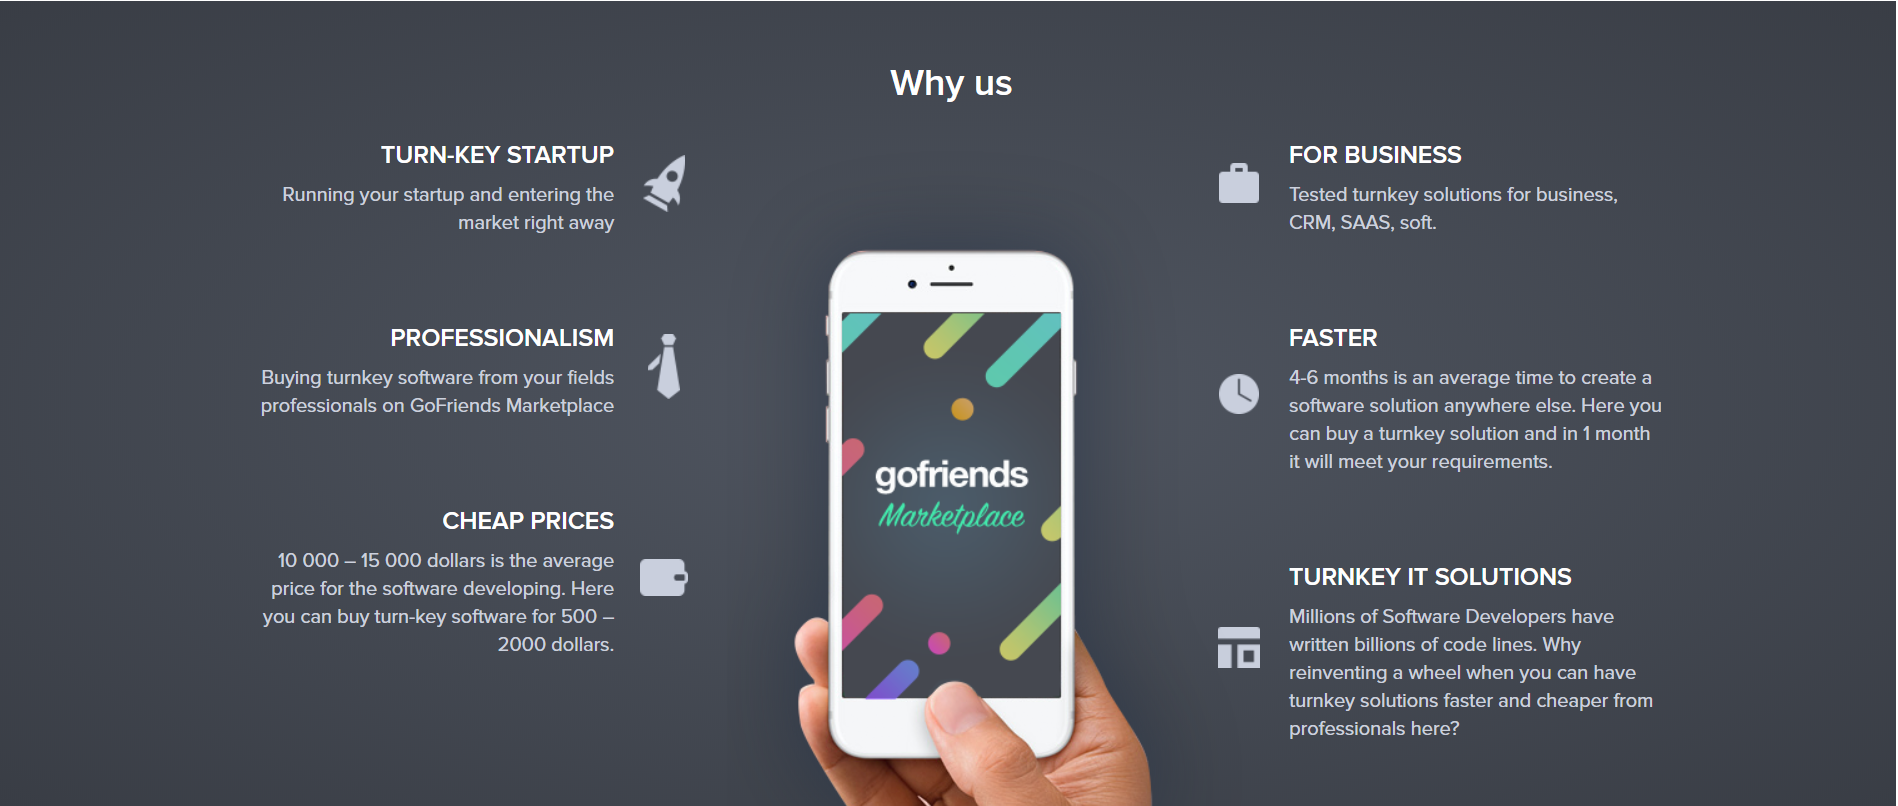 Why us
TURN-KEY STARTUP
Running your startup and entering the
market right away
PROFESSIONALISM
Buying turnkey software from your fields
professionals on GoFriends Marketplace
CHEAP PRICES
10 000 – 15 000 dollars is the average
price for the software developing. Here
you can buy turn-key software for 500 –
2000 dollars.
gofriends
Marketplace
FOR BUSINESS
Tested turnkey solutions for business,
CRM, SAAS, soft.
FASTER
4-6 months is an average time to create a
software solution anywhere else. Here you
can buy a turnkey solution and in 1 month
it will meet your requirements.
TURNKEY IT SOLUTIONS
Millions of Software Developers have
written billions of code lines. Why
reinventing a wheel when you can have
turnkey solutions faster and cheaper from
professionals here?